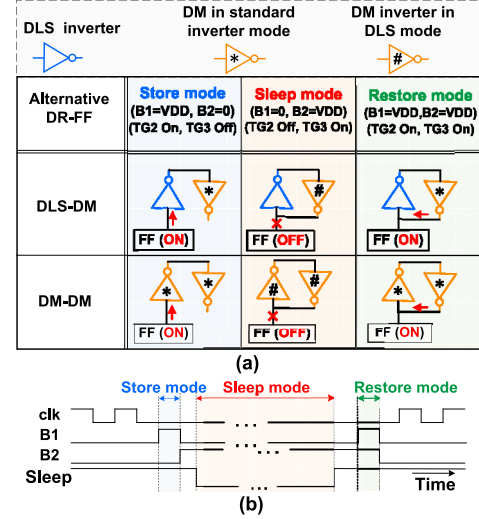 DLS inverter
DM in standard inverter mode
DM inverter in DLS mode
*
#
Alternative DR-FF
Store mode
(B1=VDD, B2=0)
(TG2 On, TG3 Off)
Sleep mode
(B1=0, B2=VDD)
(TG2 Off, TG3 On)
Restore mode
(B1=VDD,B2=VDD)
(TG2 On, TG3 On)
DLS-DM
*
FF (ON)
#
FF (OFF)
*
FF (ON)
DM-DM
* *
FF (ON)
# #
FF (OFF)
* *
FF (ON)
(a)
Store mode
Sleep mode
Restore mode
clk
B1
B2
Sleep
Time
(b)